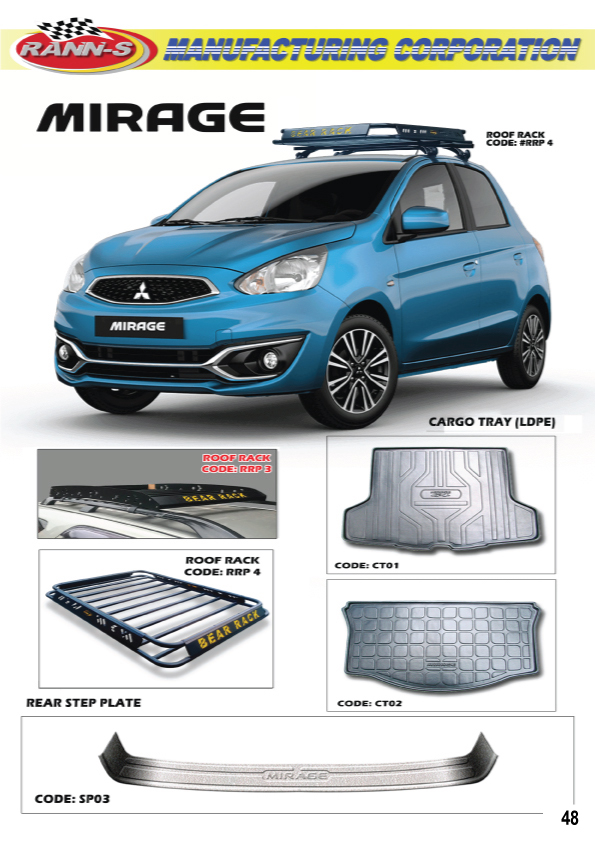 RANN-S
MANUFACTURING CORPORATION
MIRAGE
BEAR RACK
ROOF RACK
CODE: #RRP 4
MIRAGE
CARGO TRAY (LDPE)
ROOF RACK
CODE: RRP 3
BEAR RACK
CODE: CT01
ROOF RACK
CODE: RRP 4
BEAR RACK
CODE: CT02
REAR STEP PLATE
MIRAGE
CODE: SP03
48